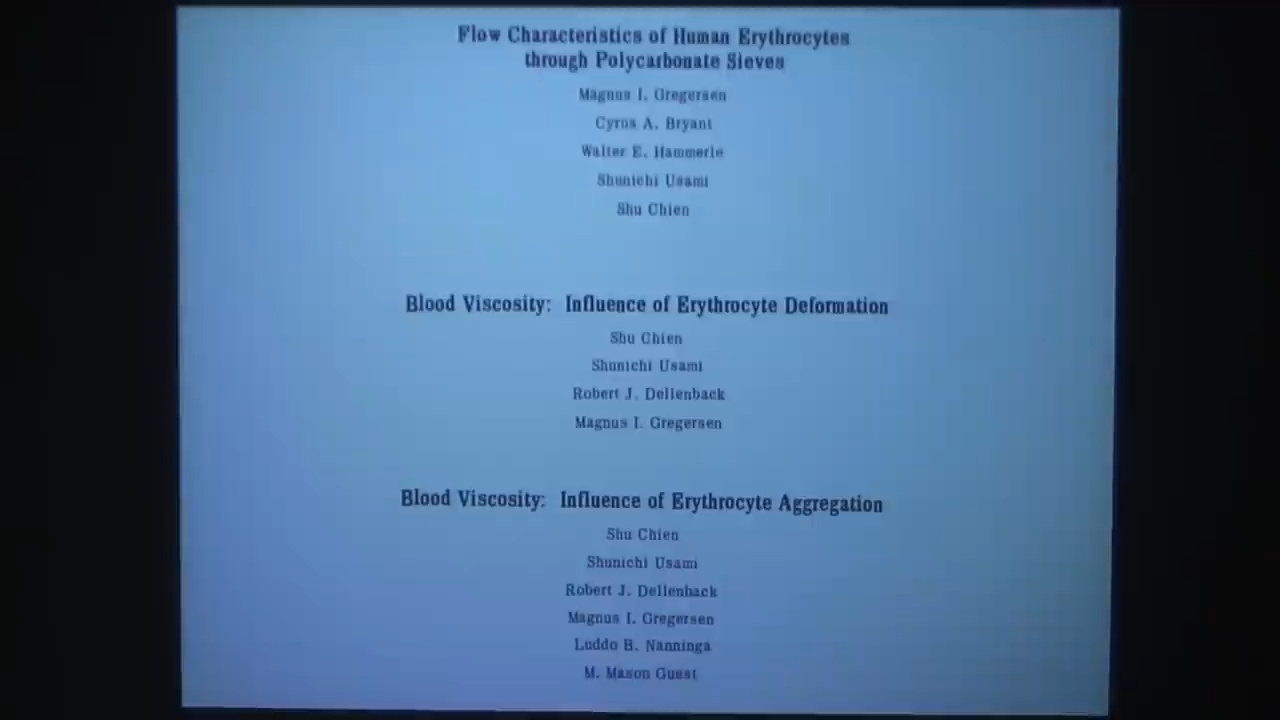 Flow Characteristics of Human Erythrocytes
through Polycarbonate Sieves
Magnus I. Gregersen
Cyrus A. Bryant
Walter E. Hammerle
Shunichi Usami
Shu Chien
Blood Viscosity: Influence of Erythrocyte Deformation
Shu Chien
Shunichi Usami
Robert J. Dellenback
Magnus I. Gregersen
Blood Viscosity: Influence of Erythrocyte Aggregation
Shu Chien
Shunichi Usami
Robert J. Dellenback
Magnus I. Gregersen
Luddo B. Nanninga
M. Mason Guest